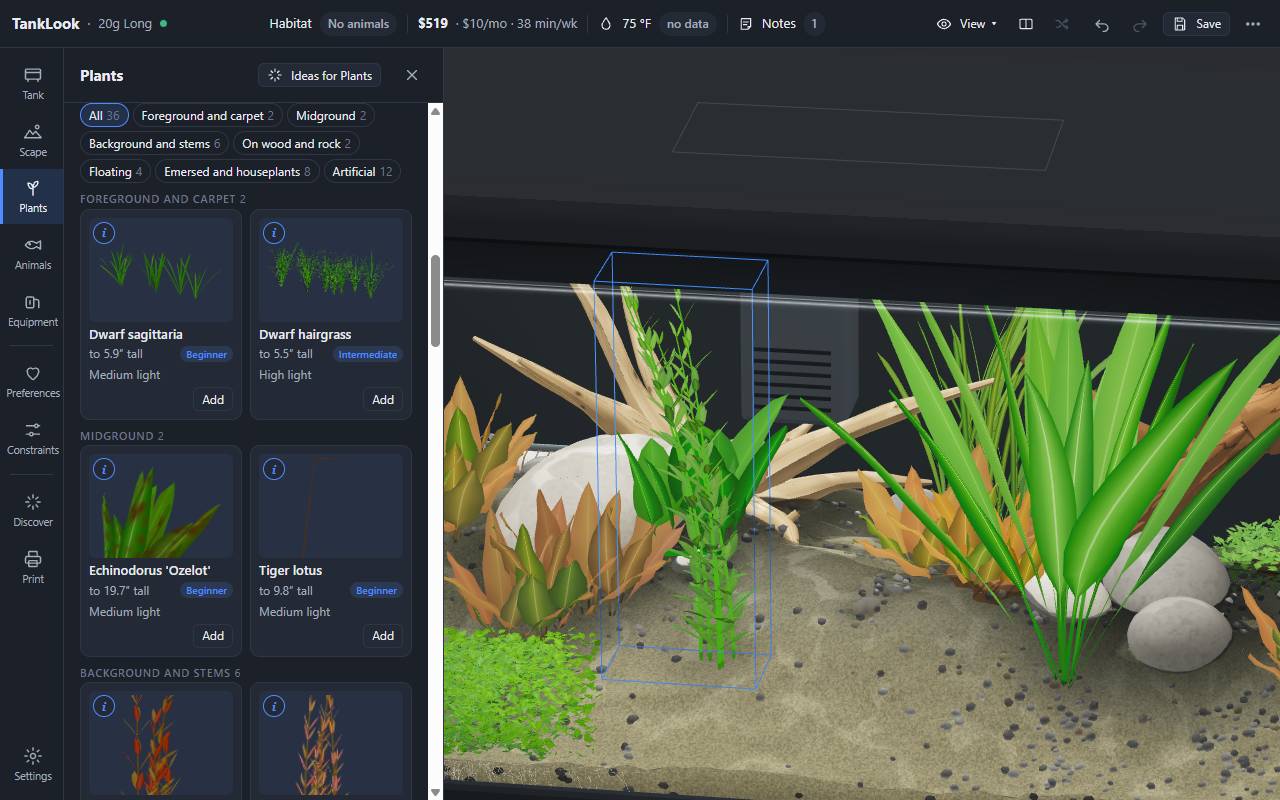 TankLook · 20g Long
Habitat No animals
$519 · $10/mo · 38 min/wk
75 °F no data
Notes 1
View
Save
Tank
Scape
Plants
Animals
Equipment
Preferences
Constraints
Discover
Print
Settings
Plants
Ideas for Plants
All 36 Foreground and carpet 2 Midground 2
Background and stems 6 On wood and rock 2
Floating 4 Emersed and houseplants 8 Artificial 12
FOREGROUND AND CARPET 2
Dwarf sagittaria
to 5.9" tall Beginner
Medium light
Add
Dwarf hairgrass
to 5.5" tall Intermediate
High light
Add
MIDGROUND 2
Echinodorus 'Ozelot'
to 19.7" tall Beginner
Medium light
Add
Tiger lotus
to 9.8" tall Beginner
Medium light
Add
BACKGROUND AND STEMS 6